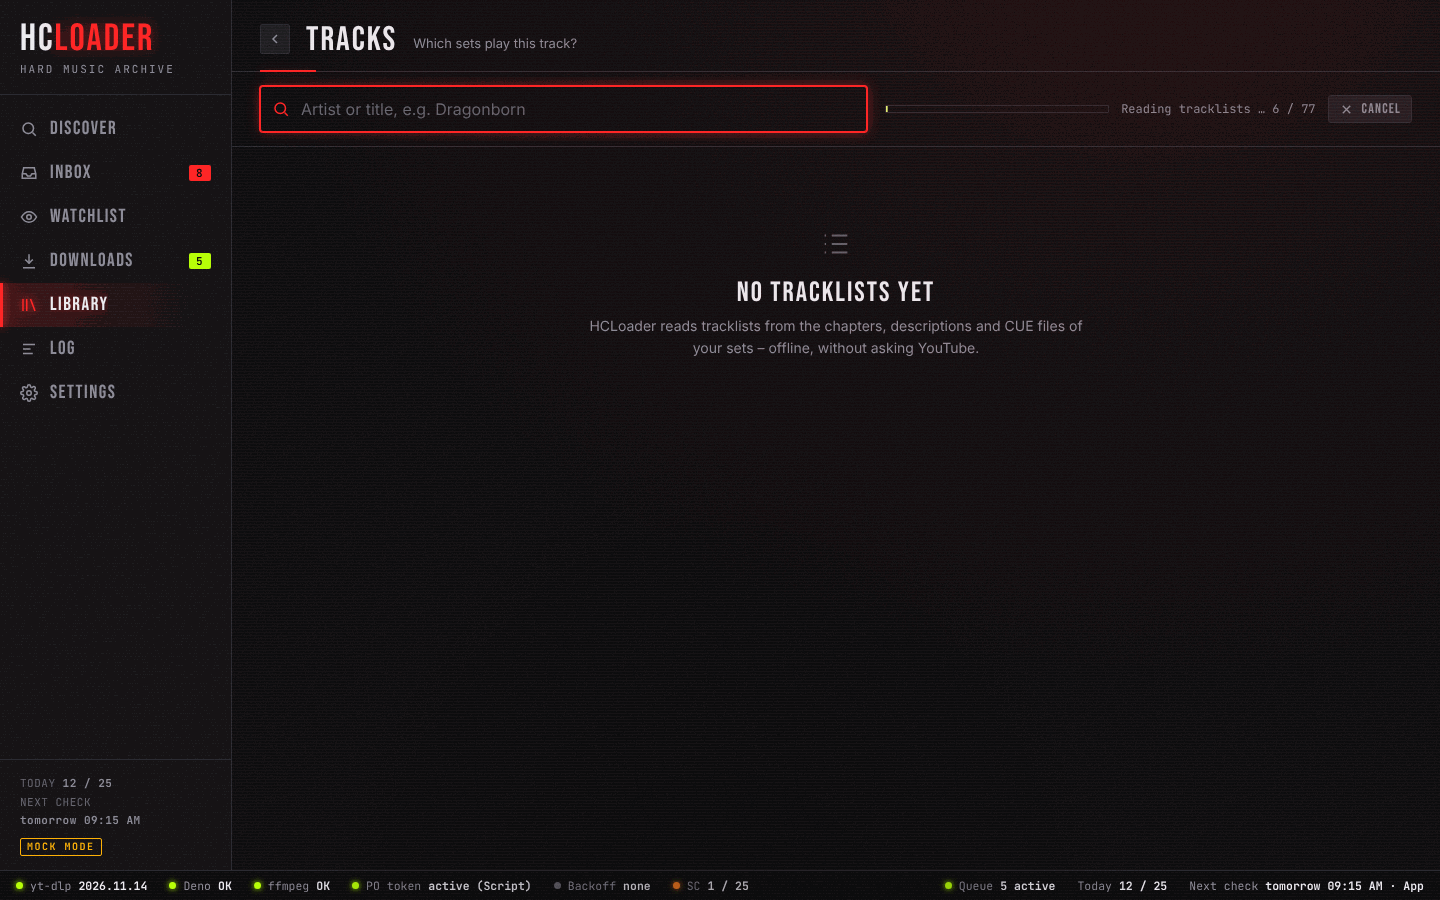 HCLOADER
HARD MUSIC ARCHIVE
DISCOVER
INBOX 8
WATCHLIST
DOWNLOADS 5
LIBRARY
LOG
SETTINGS
TODAY 12 / 25
NEXT CHECK
tomorrow 09:15 AM
MOCK MODE
TRACKS Which sets play this track?
Artist or title, e.g. Dragonborn
Reading tracklists … 6 / 77
CANCEL
NO TRACKLISTS YET
HCLoader reads tracklists from the chapters, descriptions and CUE files of
your sets – offline, without asking YouTube.
yt-dlp 2026.11.14 Deno OK ffmpeg OK PO token active (Script) Backoff none SC 1 / 25 Queue 5 active Today 12 / 25 Next check tomorrow 09:15 AM · App